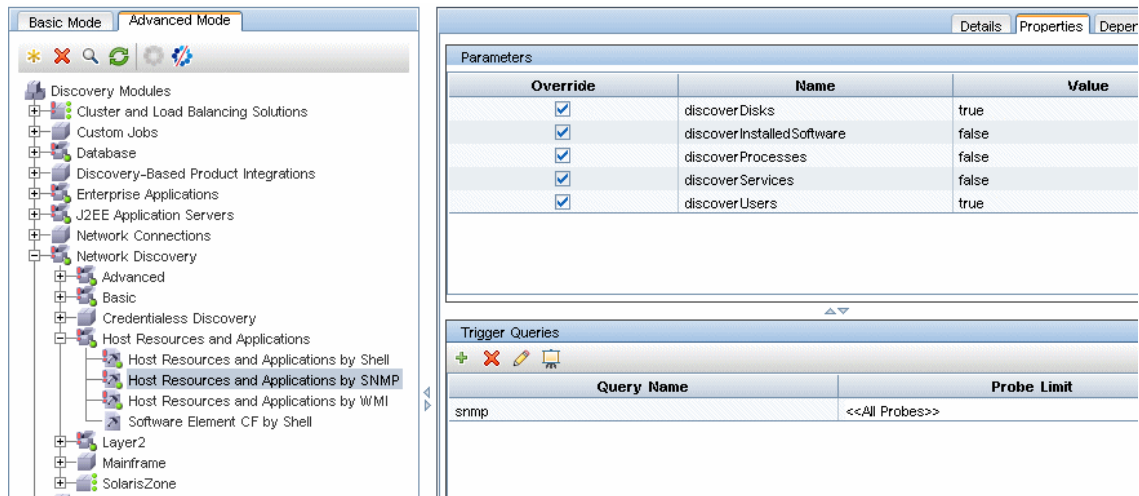 Basic Mode
Advanced Mode
Discovery Modules
Cluster and Load Balancing Solutions
Custom Jobs
Database
Discovery-Based Product Integrations
Enterprise Applications
J2EE Application Servers
Network Connections
Network Discovery
Advanced
Basic
Credentialess Discovery
Host Resources and Applications
Host Resources and Applications by Shell
Host Resources and Applications by SNMP
Host Resources and Applications by WMI
Software Element CF by Shell
Layer2
Mainframe
SolarisZone
Details Properties Deper
Parameters
Override Name Value
discoverDisks true
discoverInstalledSoftware false
discoverProcesses false
discoverServices false
discoverUsers true
Trigger Queries
Query Name Probe Limit
snmp <<All Probes>>